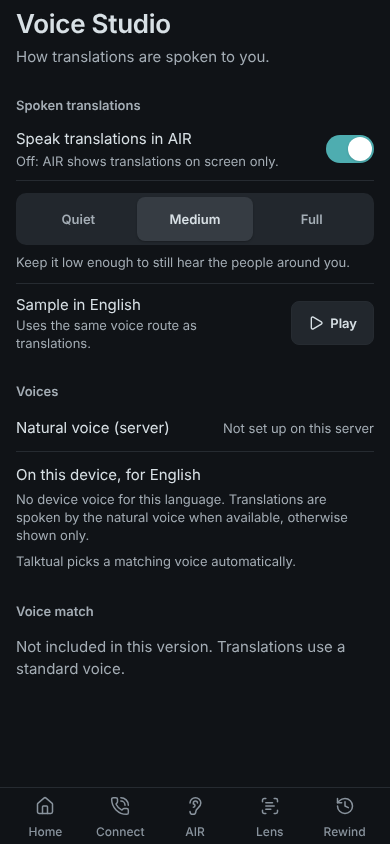 Voice Studio
How translations are spoken to you.
Spoken translations
Speak translations in AIR
Off: AIR shows translations on screen only.
Quiet
Medium
Full
Keep it low enough to still hear the people around you.
Sample in English
Uses the same voice route as
translations.
Play
Voices
Natural voice (server)
Not set up on this server
On this device, for English
No device voice for this language. Translations are
spoken by the natural voice when available, otherwise
shown only.
Talktual picks a matching voice automatically.
Voice match
Not included in this version. Translations use a
standard voice.
Home
Connect
AIR
Lens
Rewind